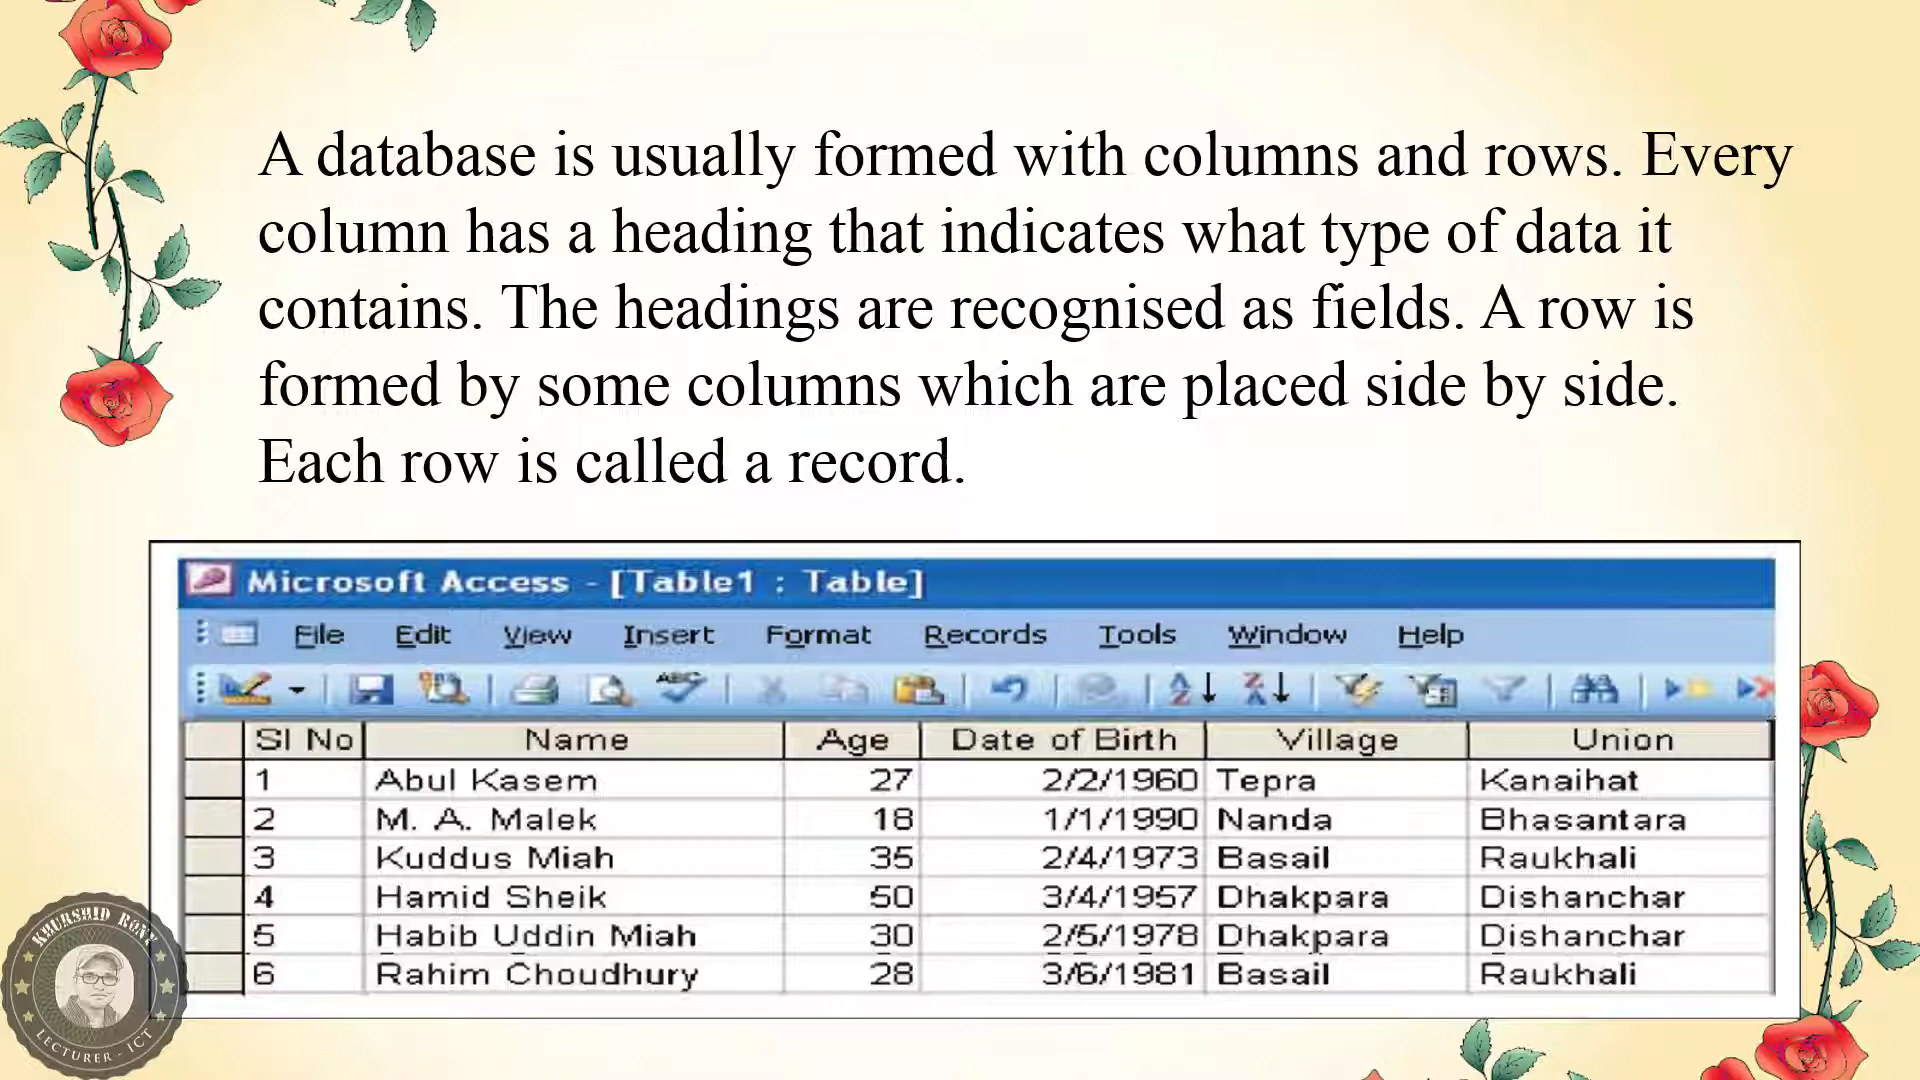 A database is usually formed with columns and rows. Every
column has a heading that indicates what type of data it
contains. The headings are recognised as fields. A row is
formed by some columns which are placed side by side.
Each row is called a record.
Microsoft Access - [Table1 : Table]
File Edit View Insert Format Records Tools Window Help
Sl No Name Age Date of Birth Village Union
1 Abul Kasem 27 2/2/1960 Tepra Kanaihat
2 M. A. Malek 18 1/1/1990 Nanda Bhasantara
3 Kuddus Miah 35 2/4/1973 Basail Raukhali
4 Hamid Sheik 50 3/4/1957 Dhakpara Dishanchar
5 Habib Uddin Miah 30 2/5/1978 Dhakpara Dishanchar
6 Rahim Choudhury 28 3/6/1981 Basail Raukhali
KHURSHID RONY
LECTURER - ICT